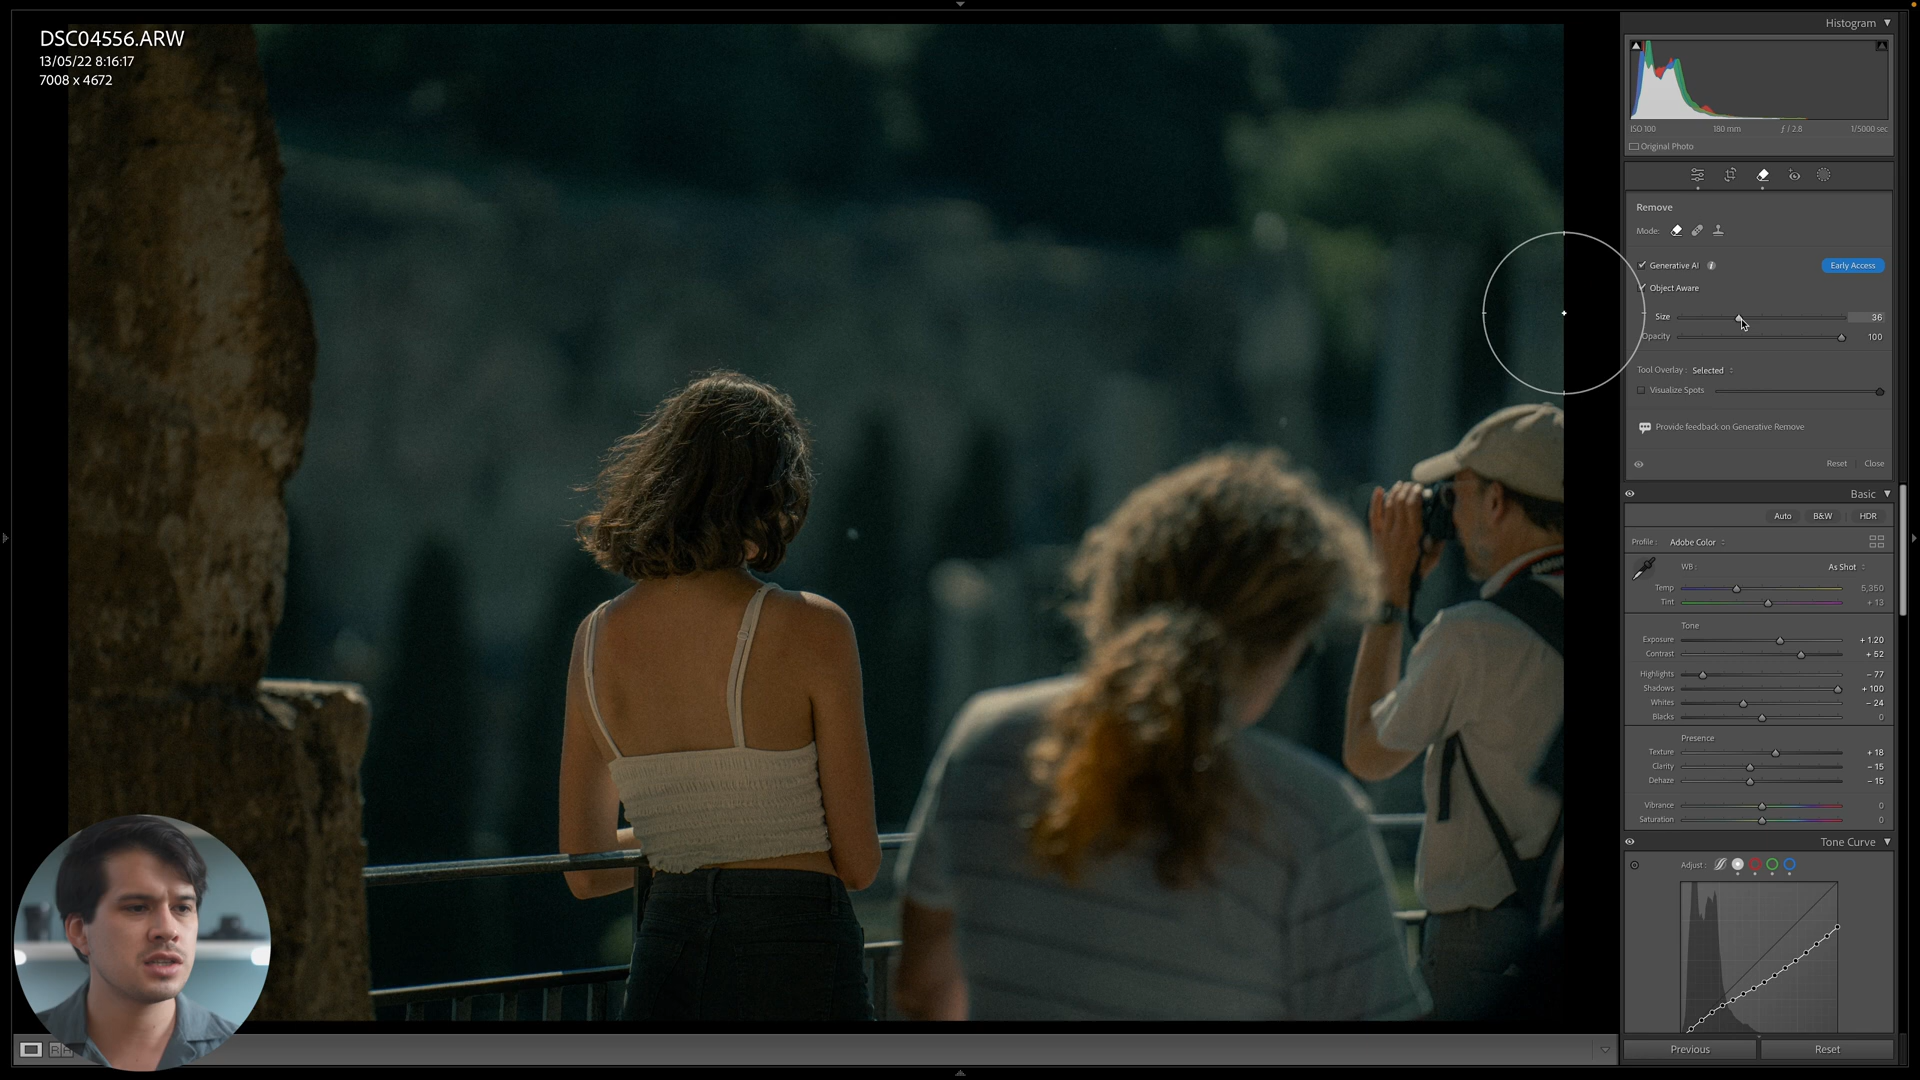 DSC04556.ARW
13/05/22 8:16:17
7008 x 4672
Histogram
ISO 100 180 mm ƒ / 2.8 1/5000 sec
Original Photo
Remove
Mode:
Generative AI Early Access
Object Aware
Size 36
Opacity 100
Tool Overlay : Selected
Visualize Spots
Provide feedback on Generative Remove
Reset Close
Basic
Auto B&W HDR
Profile : Adobe Color
WB : As Shot
Temp 5,350
Tint + 13
Tone
Exposure + 1.20
Contrast + 52
Highlights − 77
Shadows + 100
Whites − 24
Blacks 0
Presence
Texture + 18
Clarity − 15
Dehaze − 15
Vibrance 0
Saturation 0
Tone Curve
Adjust :
Previous Reset